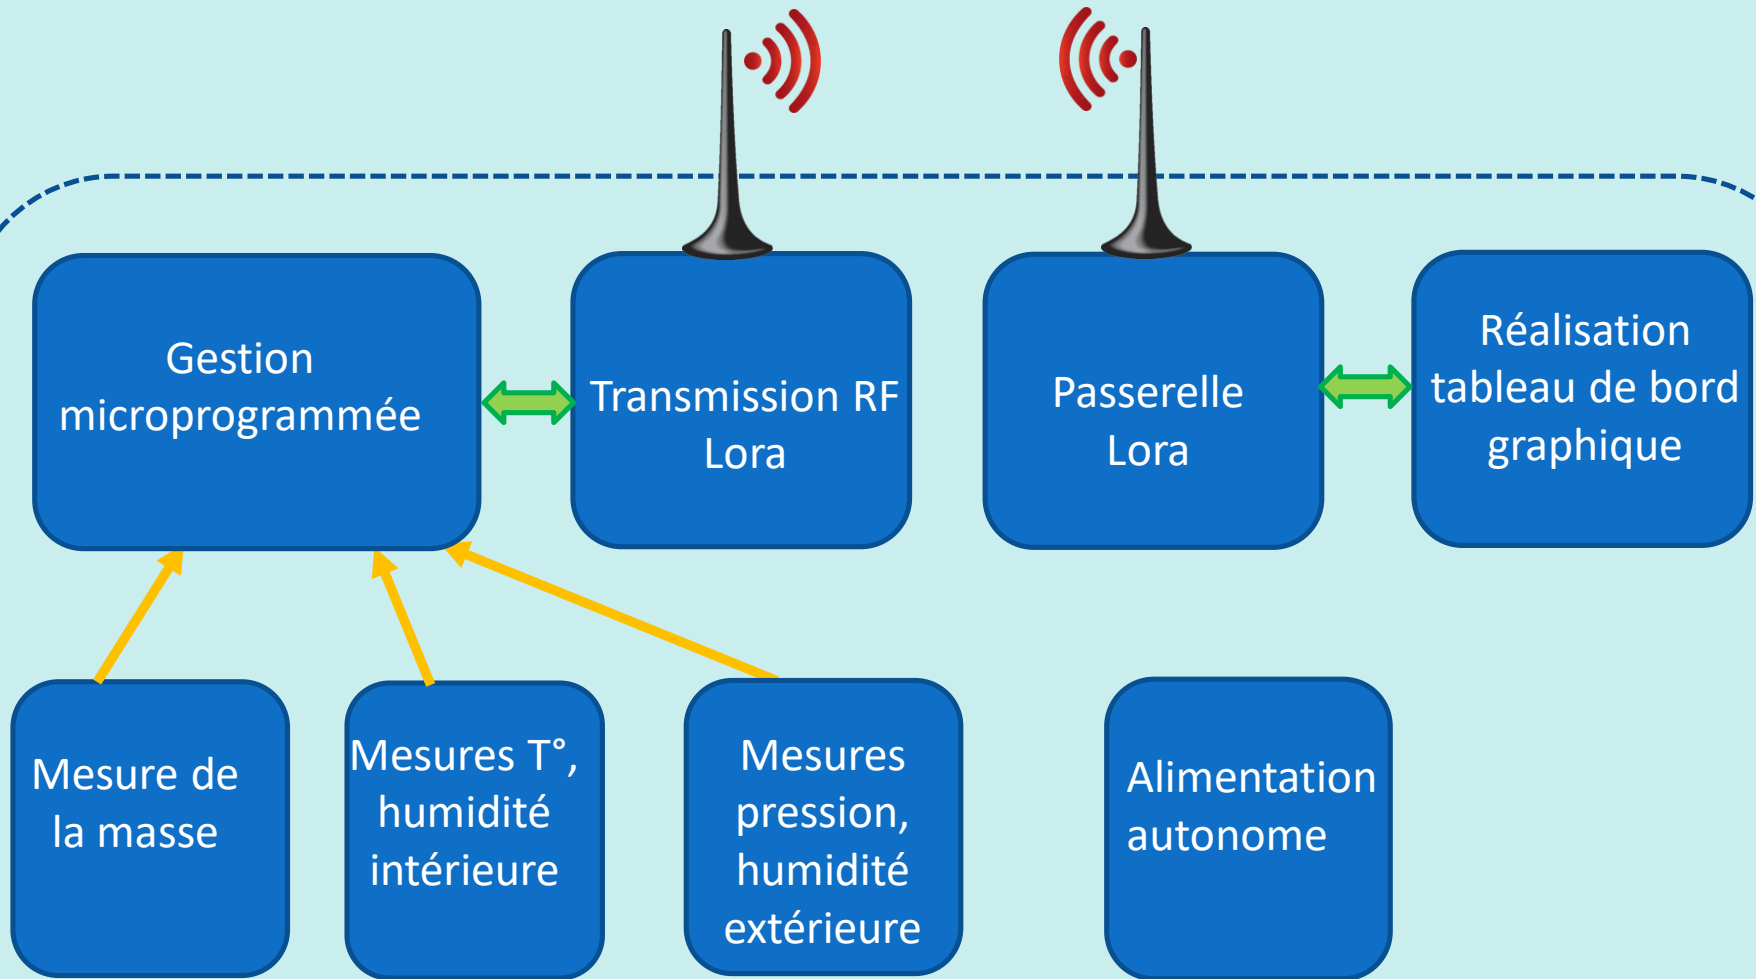 Gestion
microprogrammée
Transmission RF
Lora
Passerelle
Lora
Réalisation
tableau de bord
graphique
Mesure de
la masse
Mesures T°,
humidité
intérieure
Mesures
pression,
humidité
extérieure
Alimentation
autonome